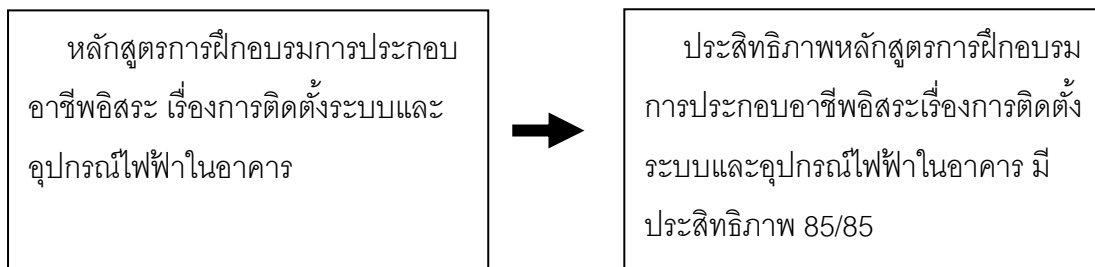 หลักสูตรการฝึกอบรมการประกอบ
อาชีพอิสระ เรื่องการติดตั้งระบบและ
อุปกรณ์ไฟฟ้าในอาคาร
ประสิทธิภาพหลักสูตรการฝึกอบรม
การประกอบอาชีพอิสระเรื่องการติดตั้ง
ระบบและอุปกรณ์ไฟฟ้าในอาคาร มี
ประสิทธิภาพ 85/85